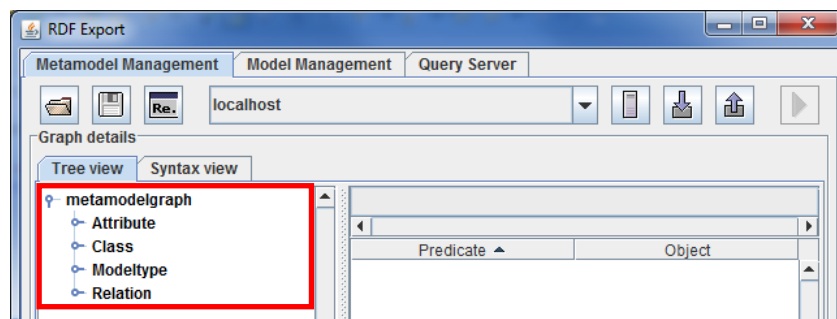 RDF Export
Metamodel Management Model Management Query Server
Re. localhost
Graph details
Tree view Syntax view
metamodelgraph
Attribute
Class
Modeltype
Relation
Predicate Object